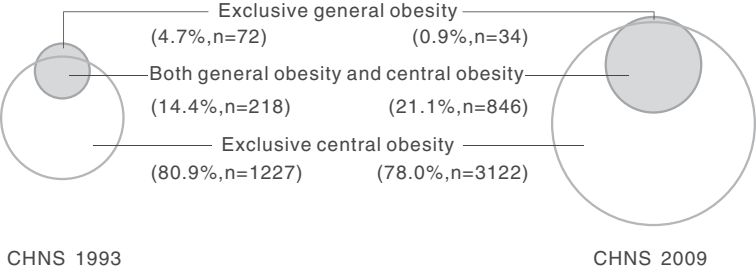 Exclusive general obesity
(4.7%,n=72) (0.9%,n=34)
Both general obesity and central obesity
(14.4%,n=218) (21.1%,n=846)
Exclusive central obesity
(80.9%,n=1227) (78.0%,n=3122)
CHNS 1993 CHNS 2009